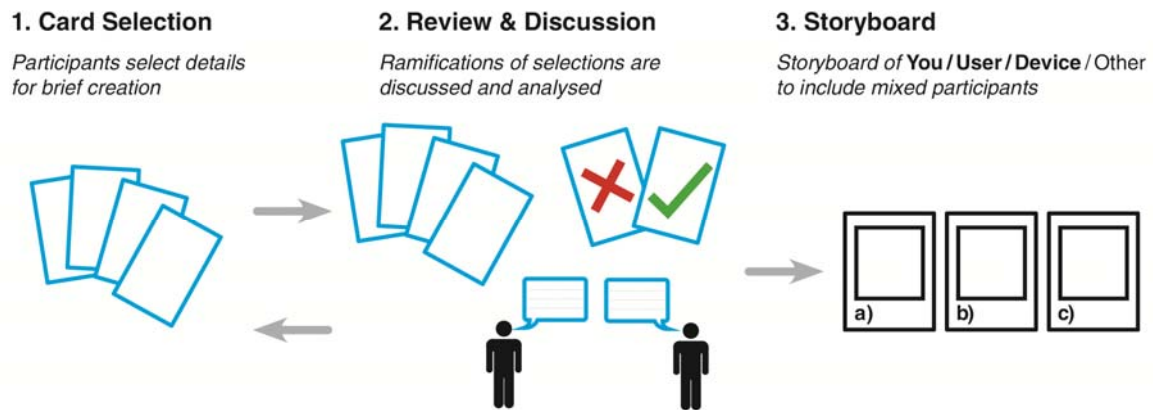 1. Card Selection
Participants select details
for brief creation
2. Review & Discussion
Ramifications of selections are
discussed and analysed
3. Storyboard
Storyboard of You / User / Device / Other
to include mixed participants
a)
b)
c)